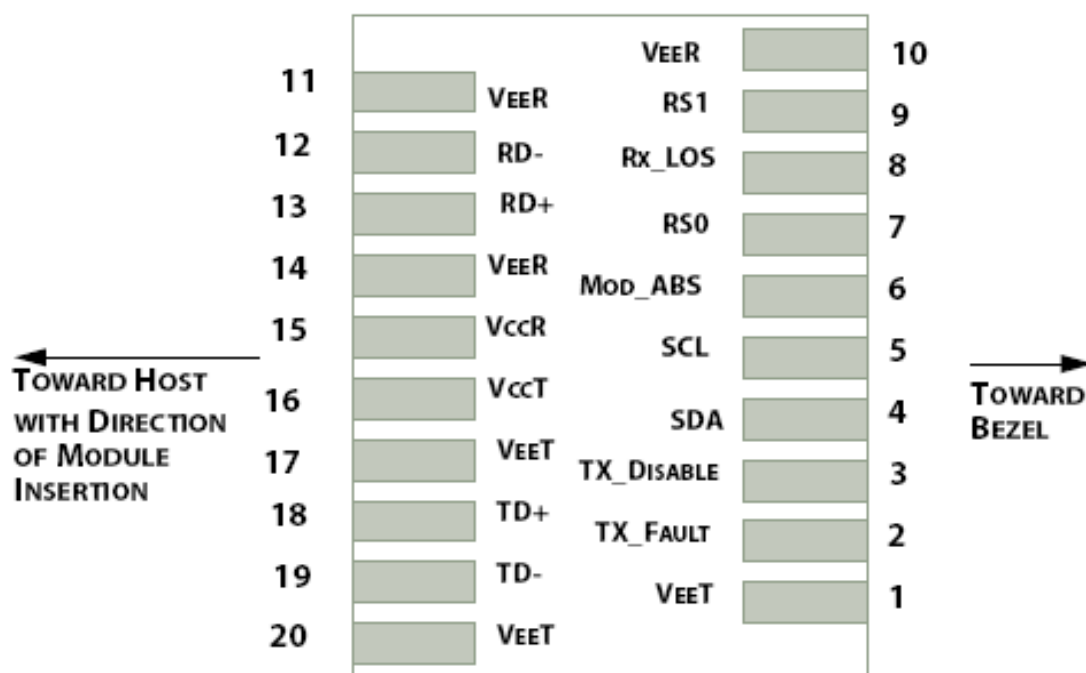 11 VEER
12 RD-
13 RD+
14 VEER
15 VCCR
16 VCCT
17 VEET
18 TD+
19 TD-
20 VEET
VEER 10
RS1 9
RX_LOS 8
RS0 7
MOD_ABS 6
SCL 5
SDA 4
TX_DISABLE 3
TX_FAULT 2
VEET 1
TOWARD HOST
WITH DIRECTION
OF MODULE
INSERTION
TOWARD
BEZEL